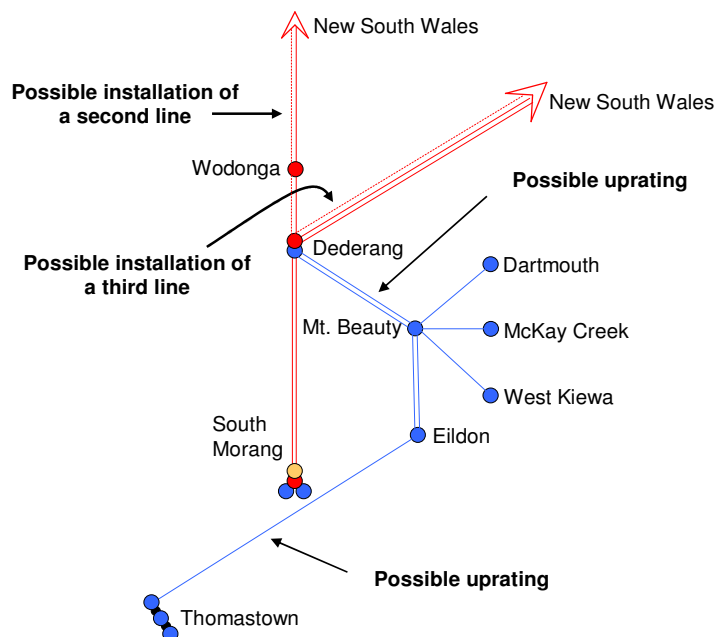 New South Wales
Possible installation of
a second line
New South Wales
Wodonga
Possible uprating
Dederang
Possible installation of
a third line
Dartmouth
Mt. Beauty
McKay Creek
West Kiewa
South
Morang
Eildon
Possible uprating
Thomastown